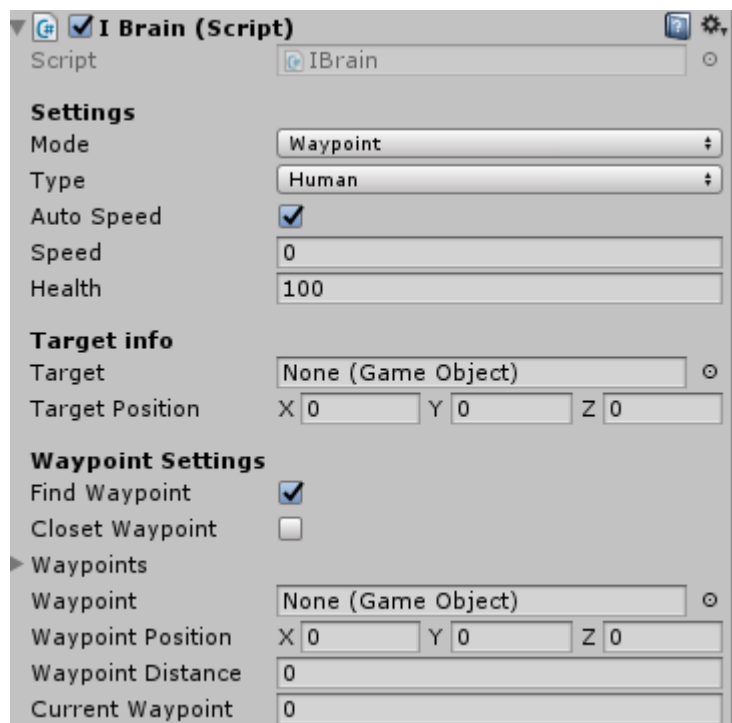 I Brain (Script)
Script IBrain
Settings
Mode Waypoint
Type Human
Auto Speed
Speed 0
Health 100
Target info
Target None (Game Object)
Target Position X 0 Y 0 Z 0
Waypoint Settings
Find Waypoint
Closet Waypoint
Waypoints
Waypoint None (Game Object)
Waypoint Position X 0 Y 0 Z 0
Waypoint Distance 0
Current Waypoint 0